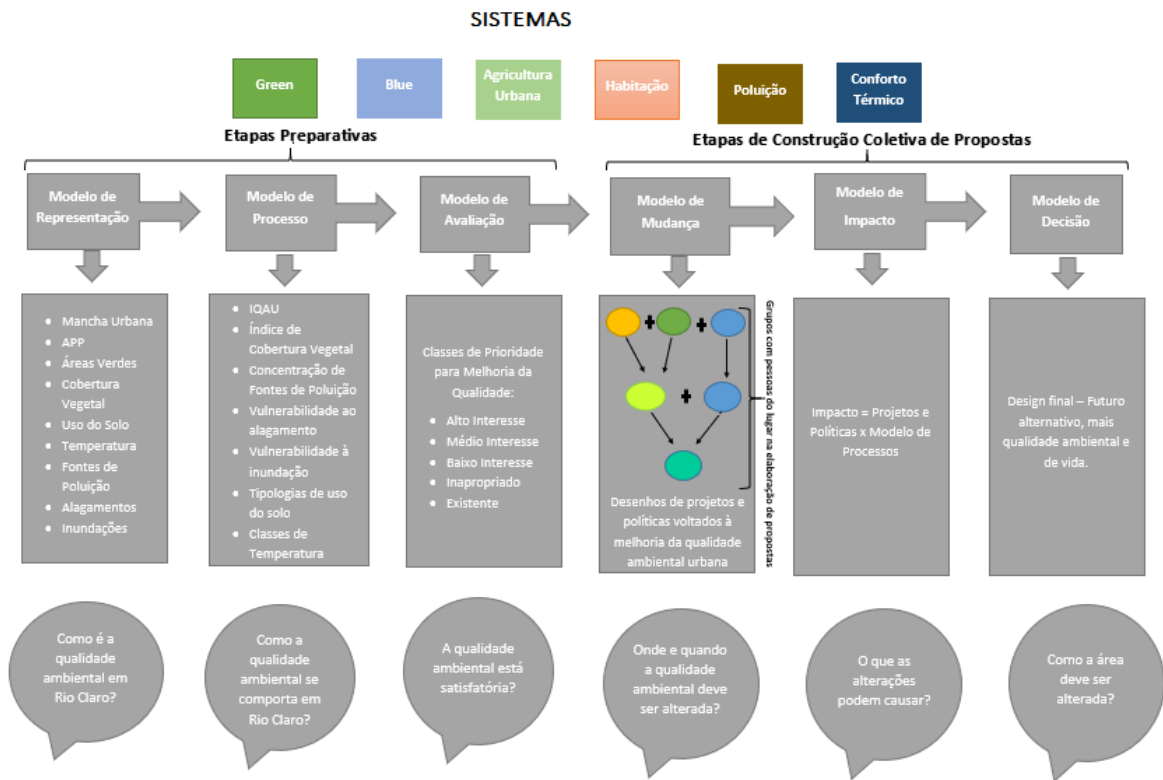 SISTEMAS
Green
Blue
Agricultura
Urbana
Habitação
Poluição
Conforto
Térmico
Etapas Preparativas
Etapas de Construção Coletiva de Propostas
Modelo de
Representação
Modelo de
Processo
Modelo de
Avaliação
Modelo de
Mudança
Modelo de
Impacto
Modelo de
Decisão
• Mancha Urbana
• APP
• Áreas Verdes
• Cobertura
Vegetal
• Uso do Solo
• Temperatura
• Fontes de
Poluição
• Alagamentos
• Inundações
• IQAU
• Índice de
Cobertura Vegetal
• Concentração de
Fontes de Poluição
• Vulnerabilidade ao
alagamento
• Vulnerabilidade à
inundação
• Tipologias de uso
do solo
• Classes de
Temperatura
Classes de Prioridade
para Melhoria da
Qualidade:
• Alto Interesse
• Médio Interesse
• Baixo Interesse
• Inapropriado
• Existente
+ +
+
Desenhos de projetos e
políticas voltados à
melhoria da qualidade
ambiental urbana
Grupos com pessoas do lugar na elaboração de propostas
Impacto = Projetos e
Políticas x Modelo de
Processos
Design final – Futuro
alternativo, mais
qualidade ambiental e
de vida.
Como é a
qualidade
ambiental em
Rio Claro?
Como a
qualidade
ambiental se
comporta em
Rio Claro?
A qualidade
ambiental está
satisfatória?
Onde e quando
a qualidade
ambiental deve
ser alterada?
O que as
alterações
podem causar?
Como a área
deve ser
alterada?